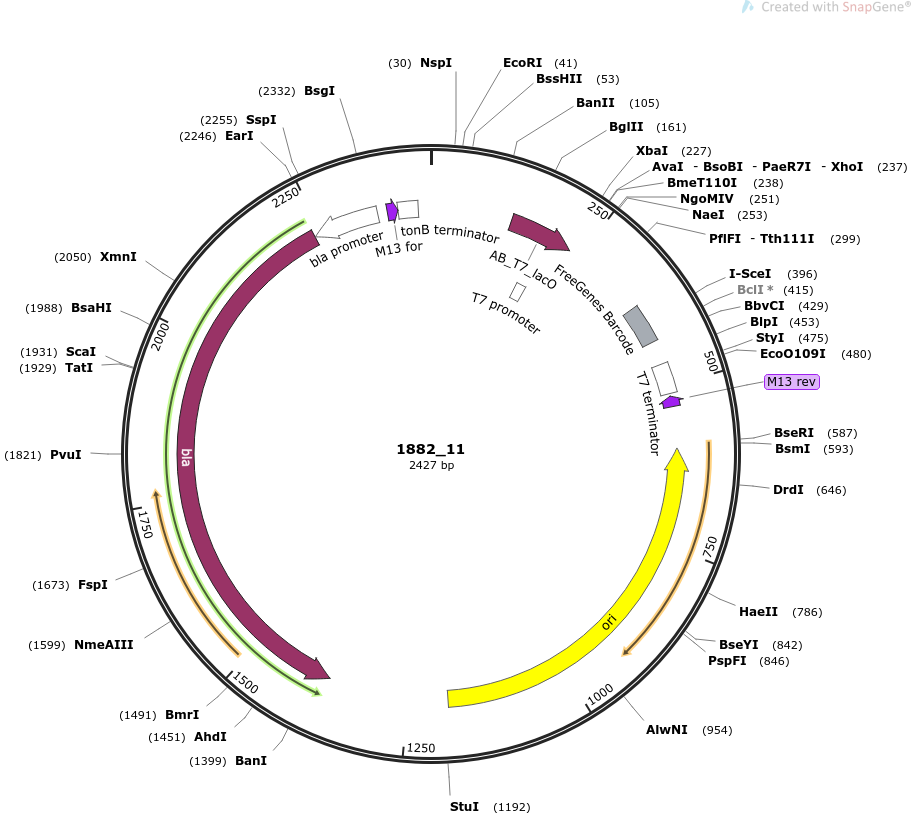 Created with SnapGene®
(30) NspI
EcoRI (41)
BssHII (53)
BanII (105)
BglII (161)
XbaI (227)
AvaI - BsoBI - PaeR7I - XhoI (237)
BmeT110I (238)
NgoMIV (251)
NaeI (253)
PflFI - Tth111I (299)
I-SceI (396)
BclI * (415)
BbvCI (429)
BlpI (453)
StyI (475)
EcoO109I (480)
M13 rev
BseRI (587)
BsmI (593)
DrdI (646)
HaeII (786)
BseYI (842)
PspFI (846)
AlwNI (954)
StuI (1192)
(1399) BanI
(1451) AhdI
(1491) BmrI
(1599) NmeAIII
(1673) FspI
(1821) PvuI
(1929) TatI
(1931) ScaI
(1988) BsaHI
(2050) XmnI
(2246) EarI
(2255) SspI
(2332) BsgI
250
500
750
1000
1250
1500
1750
2000
2250
bla promoter
M13 for
tonB terminator
AB_T7_lacO
T7 promoter
FreeGenes Barcode
T7 terminator
ori
bla
1882_11
2427 bp